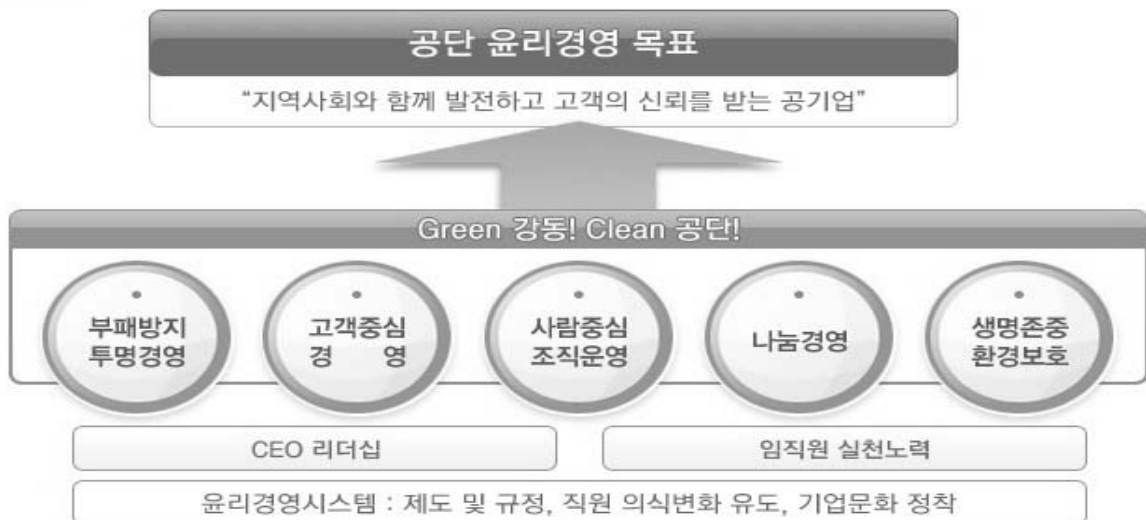 공단 윤리경영 목표
“지역사회와 함께 발전하고 고객의 신뢰를 받는 공기업”
Green 강동! Clean 공단!
부패방지
투명경영
고객중심
경 영
사람중심
조직운영
나눔경영
생명존중
환경보호
CEO 리더십
임직원 실천노력
윤리경영시스템 : 제도 및 규정, 직원 의식변화 유도, 기업문화 정착